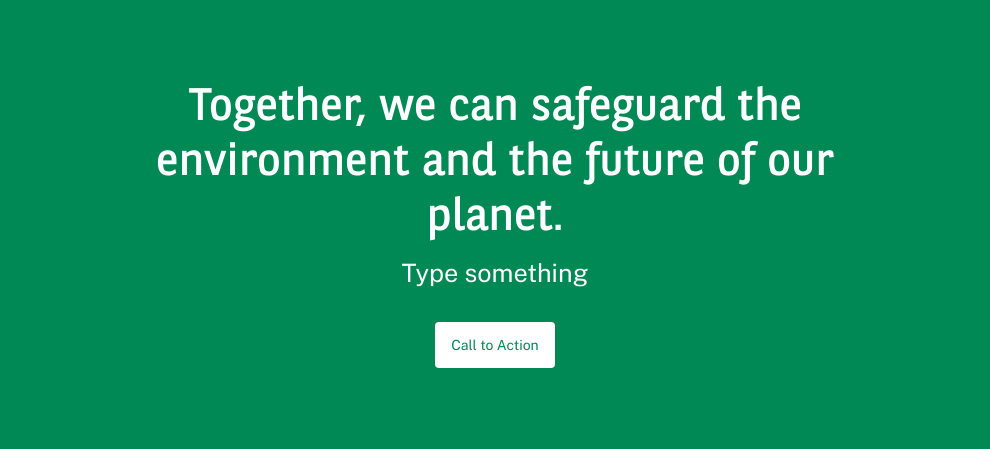 Together, we can safeguard the
environment and the future of our
planet.
Type something
Call to Action